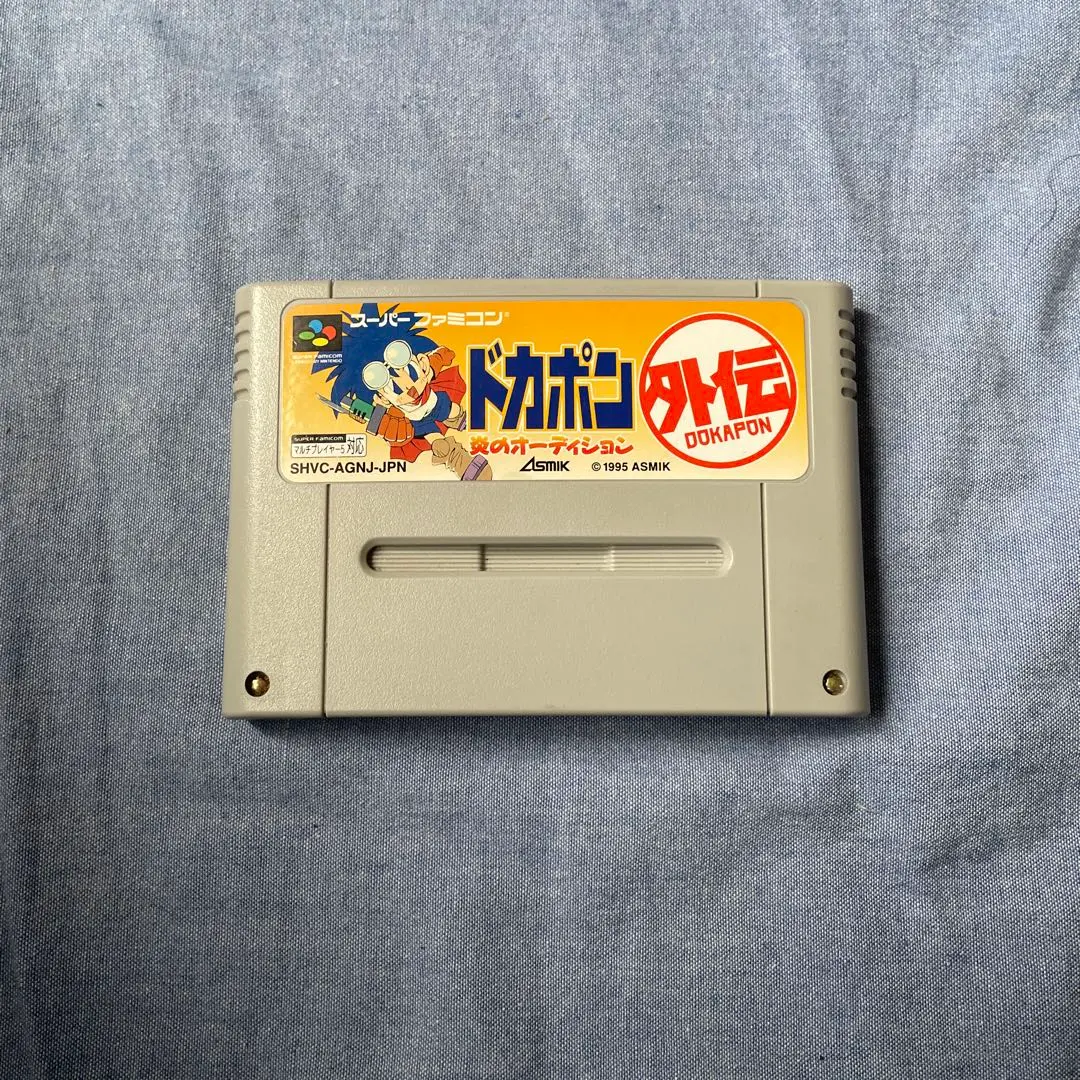 スーパーファミコン®
SUPER FAMICOM
ドカポン
外伝
DOKAPON
炎のオーディション
SUPER FAMICOM
マルチプレイヤー5対応
SHVC-AGNJ-JPN
ASMIK
©1995 ASMIK